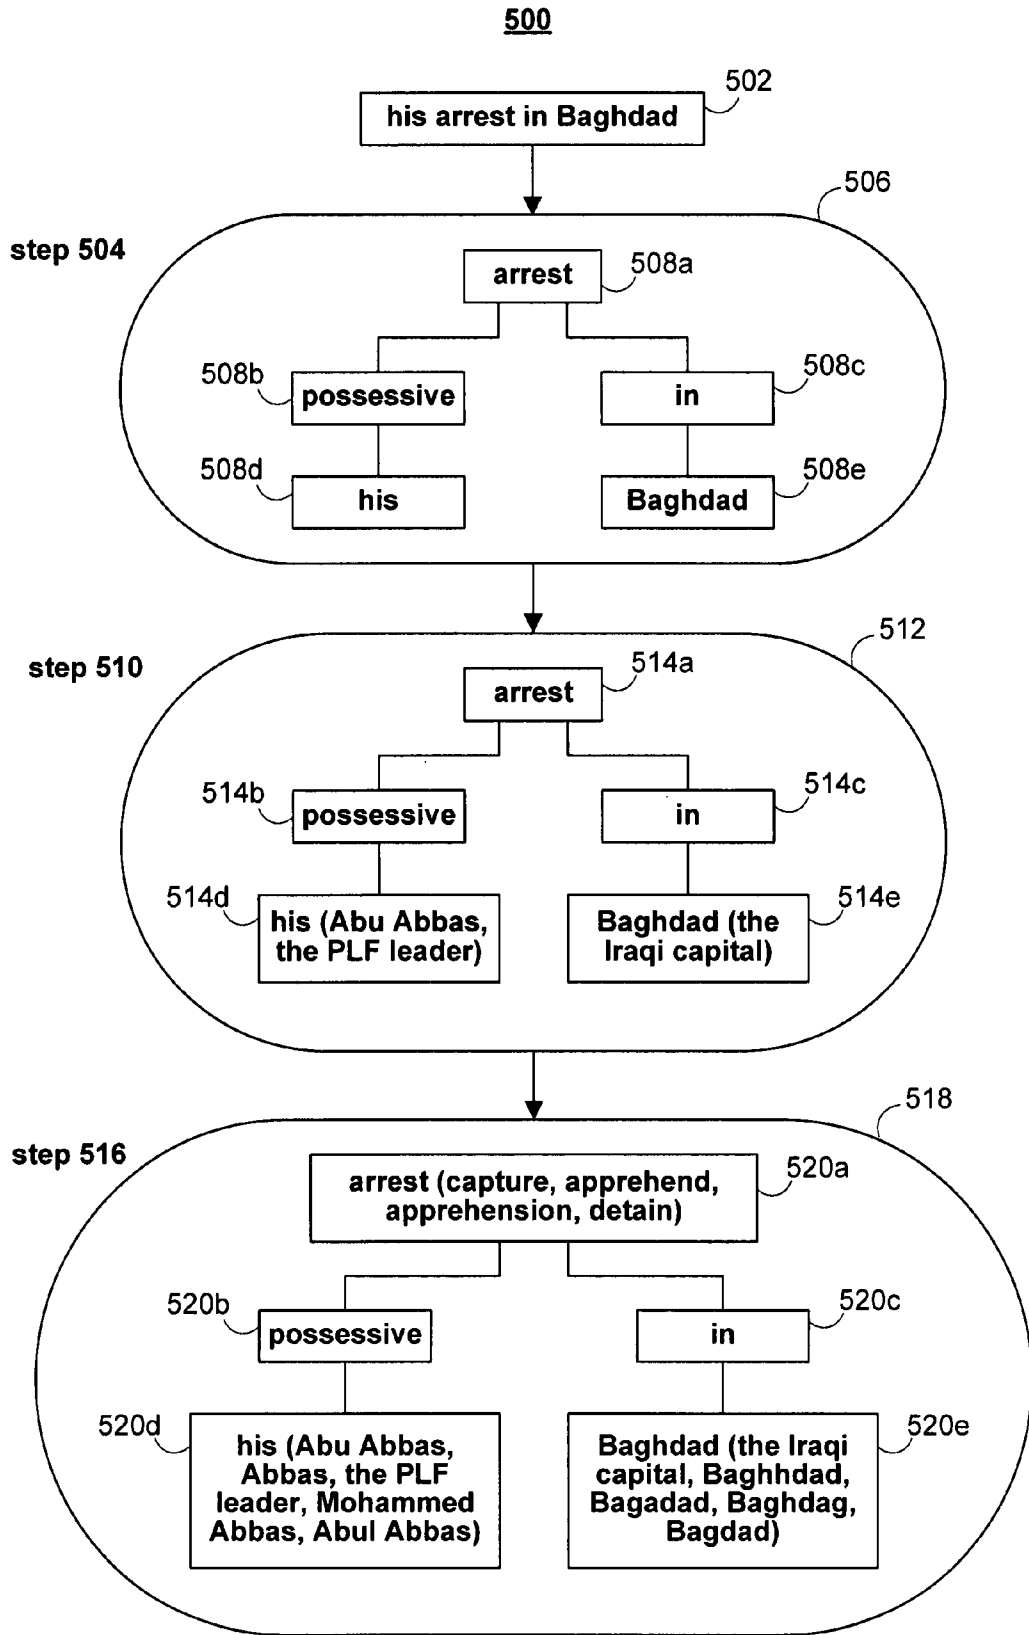 500
502
his arrest in Baghdad
506
step 504
arrest
508a
508b
possessive
in
508c
508d
his
Baghdad
508e
512
step 510
arrest
514a
514b
possessive
in
514c
514d
his (Abu Abbas,
the PLF leader)
Baghdad (the
Iraqi capital)
514e
518
step 516
arrest (capture, apprehend,
apprehension, detain)
520a
520b
possessive
in
520c
520d
his (Abu Abbas,
Abbas, the PLF
leader, Mohammed
Abbas, Abul Abbas)
Baghdad (the Iraqi
capital, Baghhdad,
Bagadad, Baghdag,
Bagdad)
520e